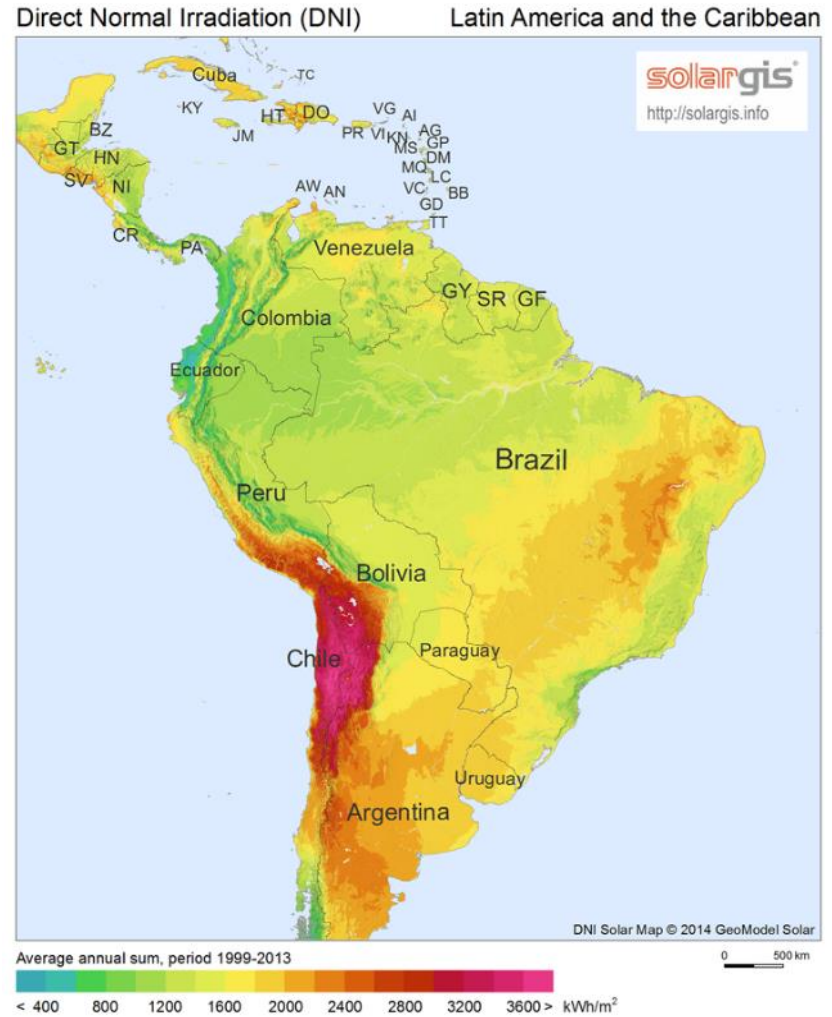 Direct Normal Irradiation (DNI) Latin America and the Caribbean
solargis
http://solargis.info
Cuba
TC
KY
HT
DO
JM
PR
VG
VI
AI
KN
AG
MS
GP
DM
MQ
LC
VC
BB
GD
TT
AW
AN
BZ
GT
HN
SV
NI
CR
PA
Venezuela
GY
SR
GF
Colombia
Ecuador
Brazil
Peru
Bolivia
Chile
Paraguay
Uruguay
Argentina
DNI Solar Map © 2014 GeoModel Solar
Average annual sum, period 1999-2013
0 500 km
< 400 800 1200 1600 2000 2400 2800 3200 3600 > kWh/m²